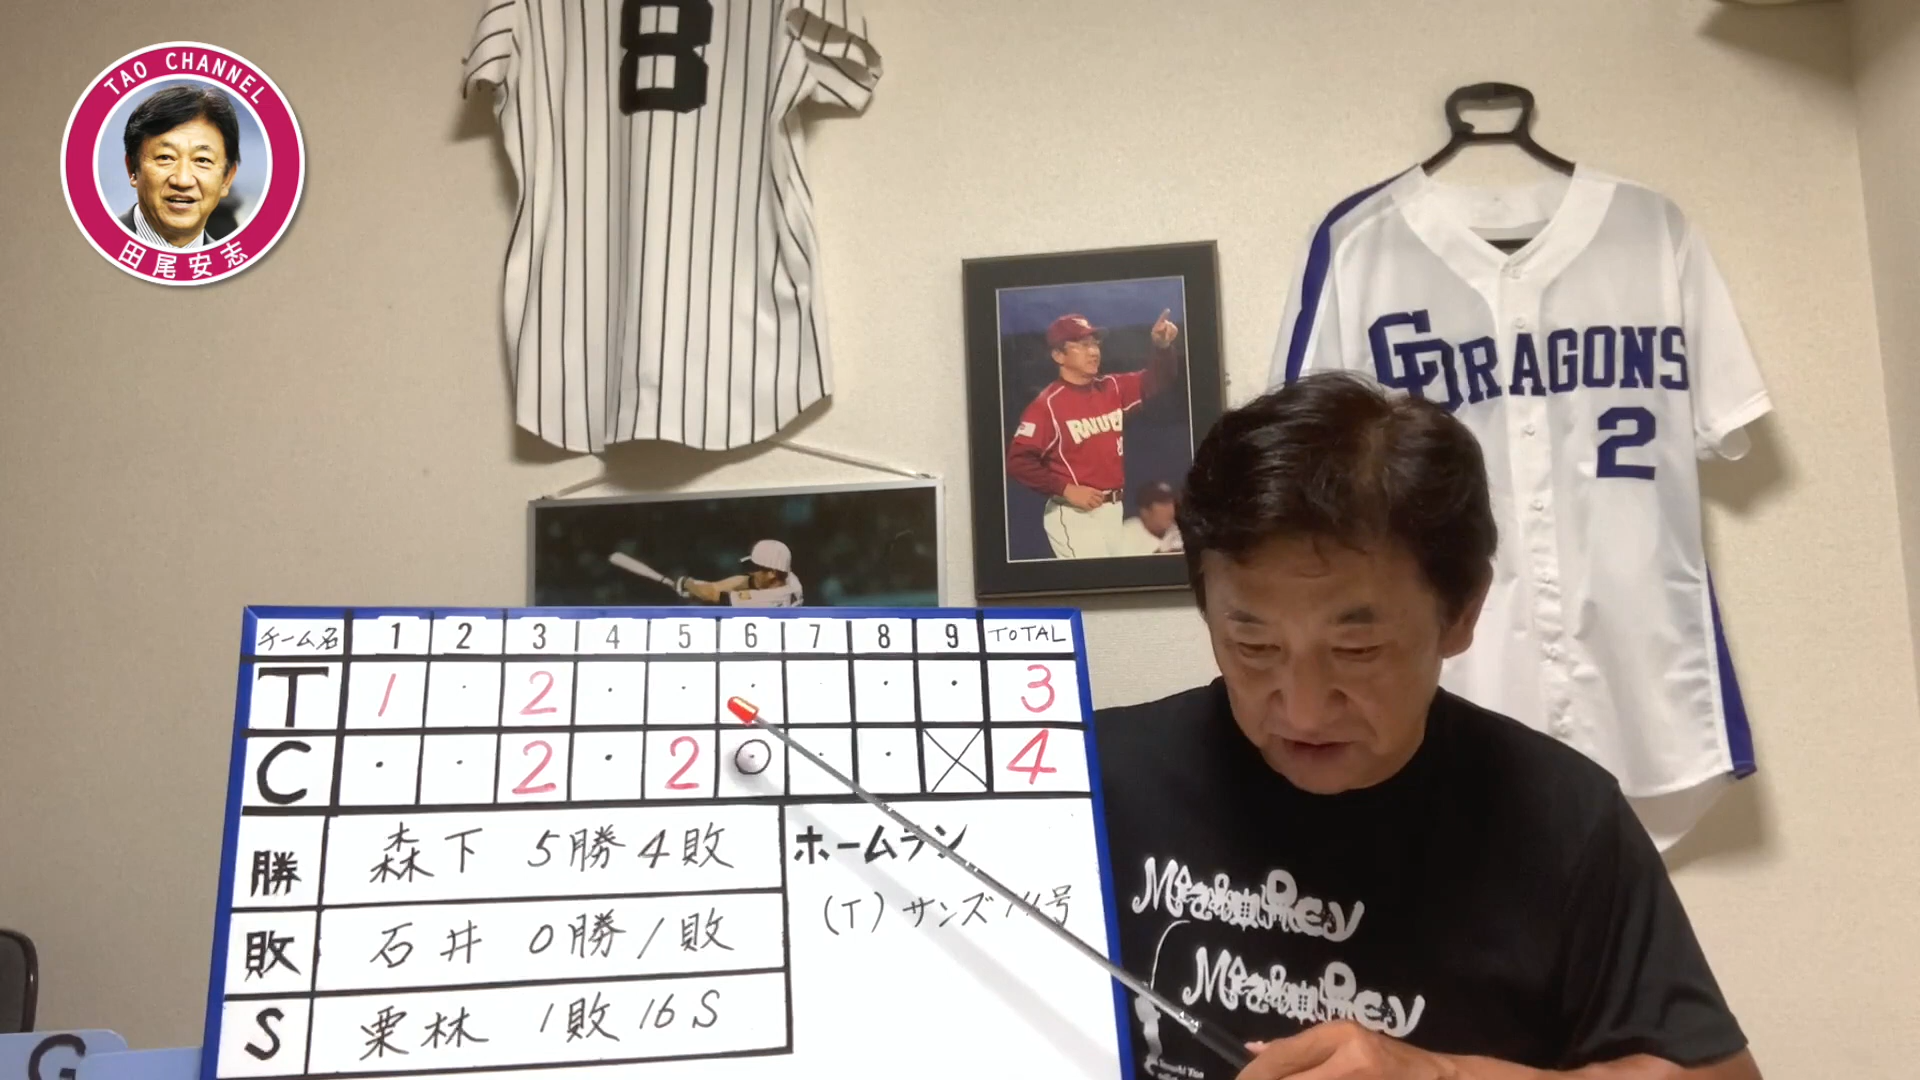 TAO CHANNEL
田尾安志
8
DRAGONS
2
チーム名 1 2 3 4 5 6 7 8 9 TOTAL
T 1 ・ 2 ・ ・ ・ ・ ・ ・ 3
C ・ ・ 2 ・ 2 ○ ・ ・ × 4
勝 森下 5勝4敗
敗 石井 0勝1敗
S 栗林 1敗16S
ホームラン
(T) サンズ 号
G